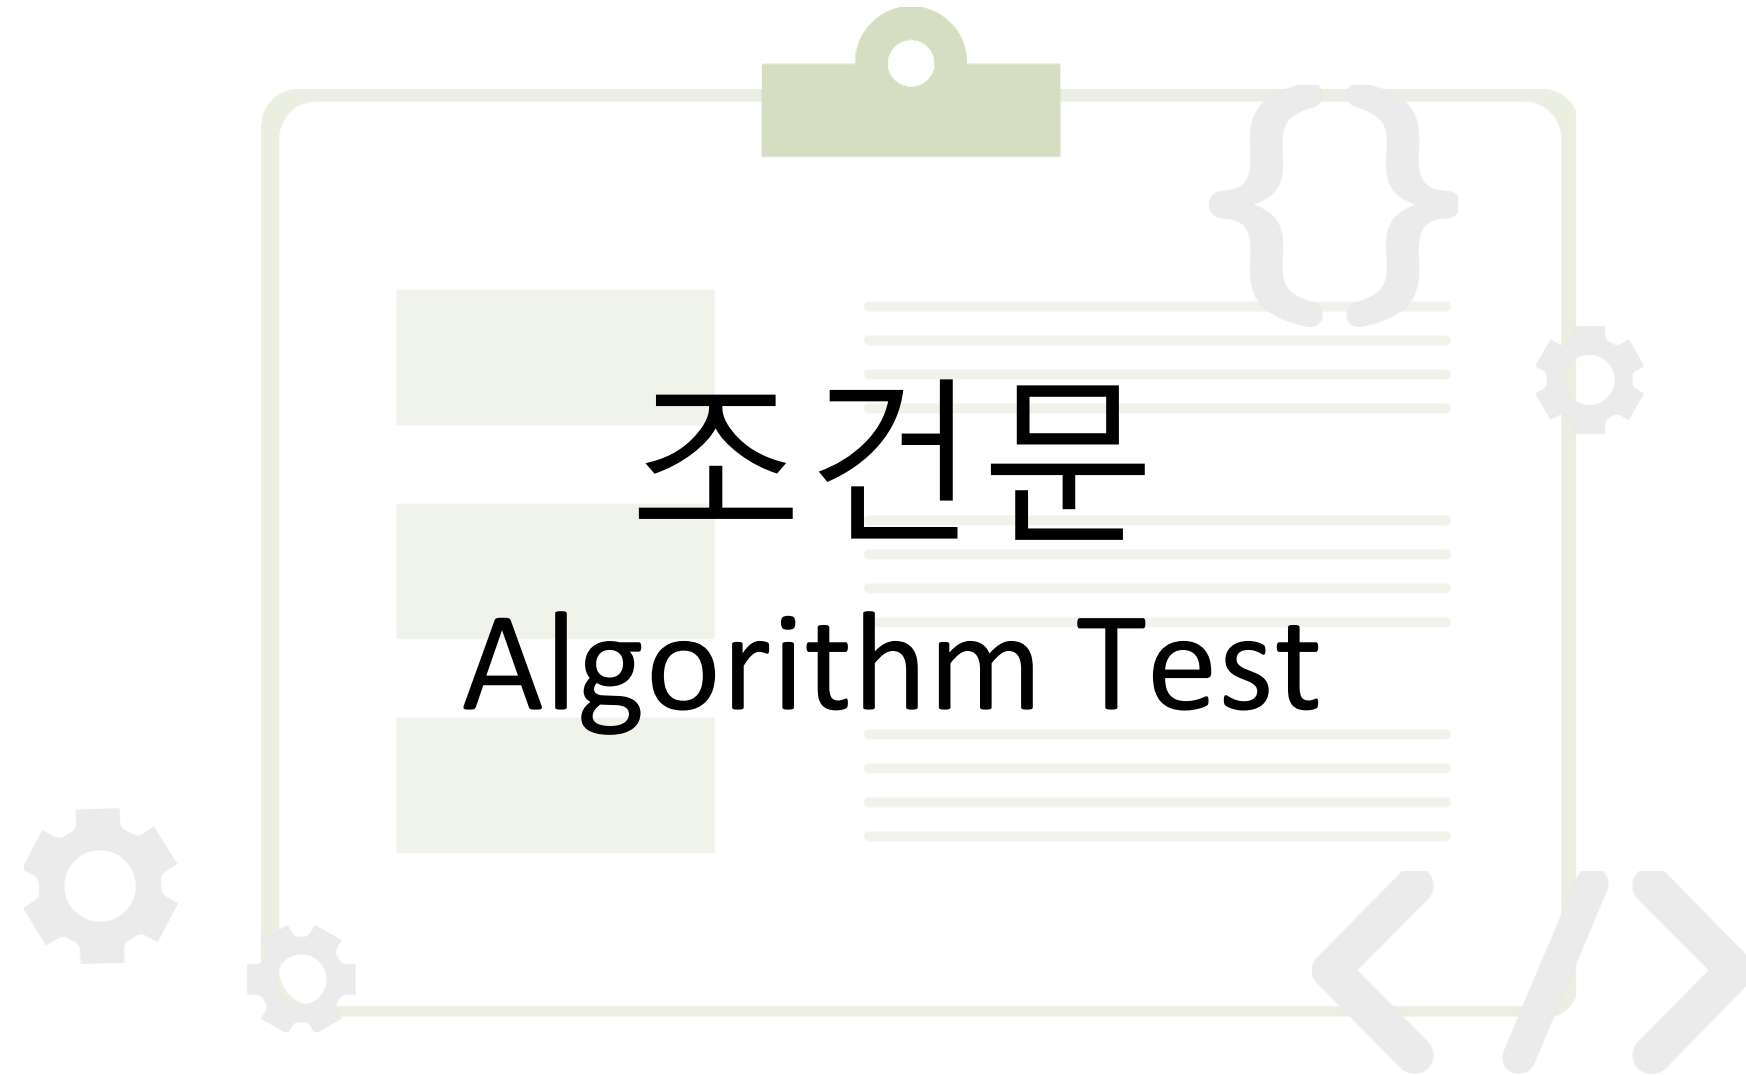 조건문
Algorithm Test